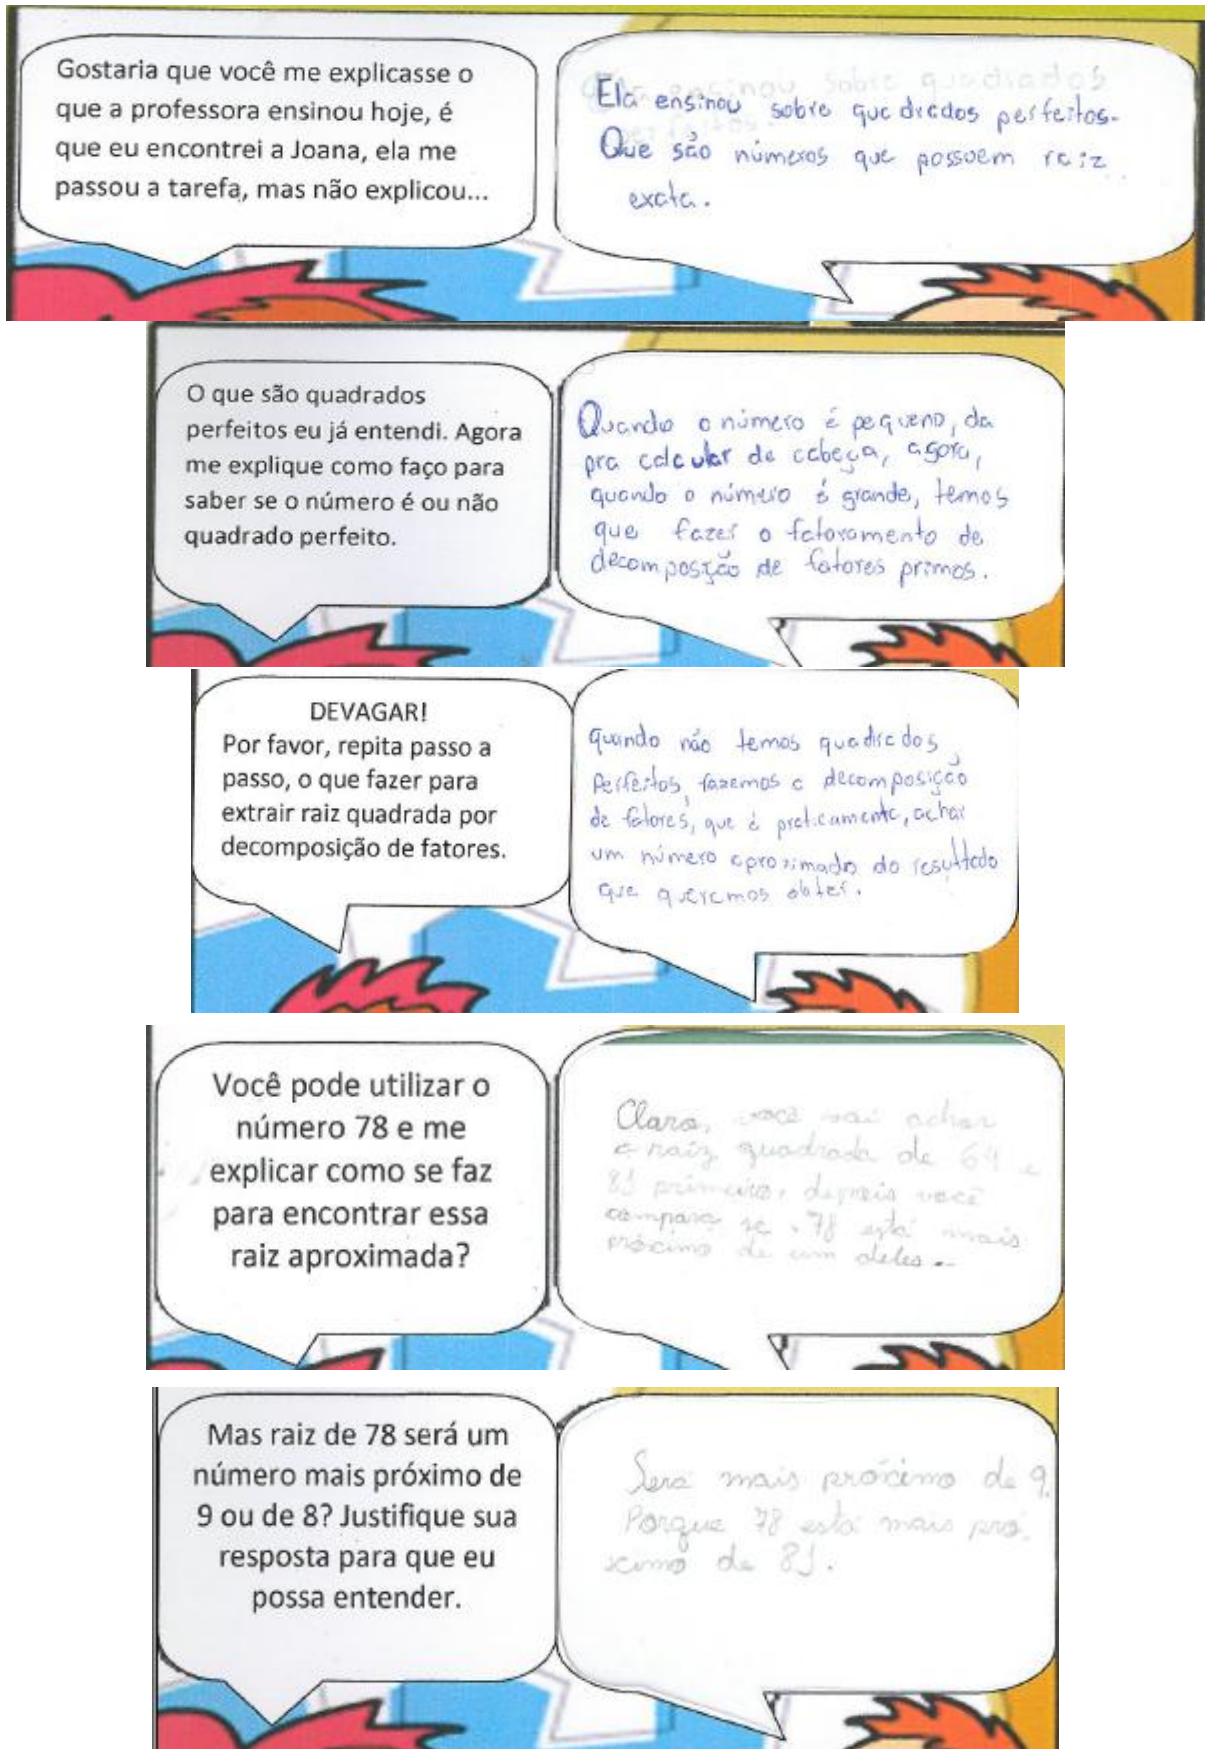 Gostaria que você me explicasse o
que a professora ensinou hoje, é
que eu encontrei a Joana, ela me
passou a tarefa, mas não explicou...
Ela ensinou sobre quadrados perfeitos.
Que são números que possuem raiz
exata.
O que são quadrados
perfeitos eu já entendi. Agora
me explique como faço para
saber se o número é ou não
quadrado perfeito.
Quando o número é pequeno, da
pra calcular de cabeça, agora,
quando o número é grande, temos
que fazer o fatoramento de
decomposção de fatores primos.
DEVAGAR!
Por favor, repita passo a
passo, o que fazer para
extrair raiz quadrada por
decomposição de fatores.
quando não temos quadrados
Perfeitos, fazemos a decomposição
de fatores, que é praticamente, achar
um número aproximado do resultado
que queremos obter.
Você pode utilizar o
número 78 e me
explicar como se faz
para encontrar essa
raiz aproximada?
Claro, você vai achar
a raiz quadrada de 64 e
81 primeiro, depois você
compara se 78 está mais
próximo de um deles.
Mas raiz de 78 será um
número mais próximo de
9 ou de 8? Justifique sua
resposta para que eu
possa entender.
Será mais próximo de 9.
Porque 78 está mais pró-
ximo de 81.